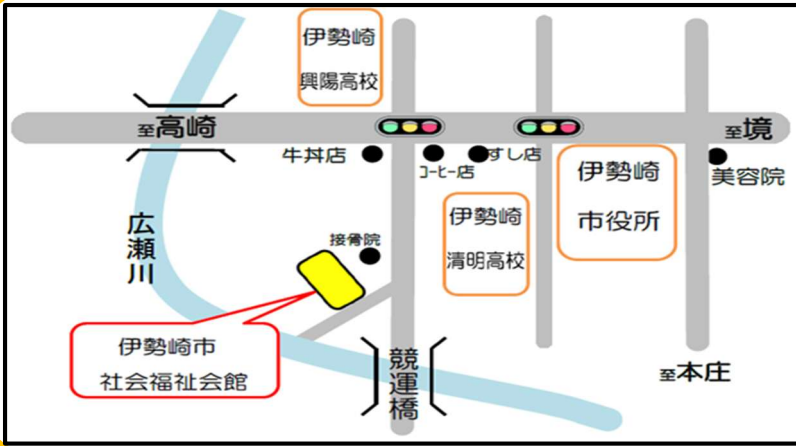 伊勢崎
興陽高校
至高崎
至境
牛丼店
コーヒー店
すし店
美容院
伊勢崎
市役所
伊勢崎
清明高校
広瀬川
接骨院
伊勢崎市
社会福祉会館
競運橋
至本庄